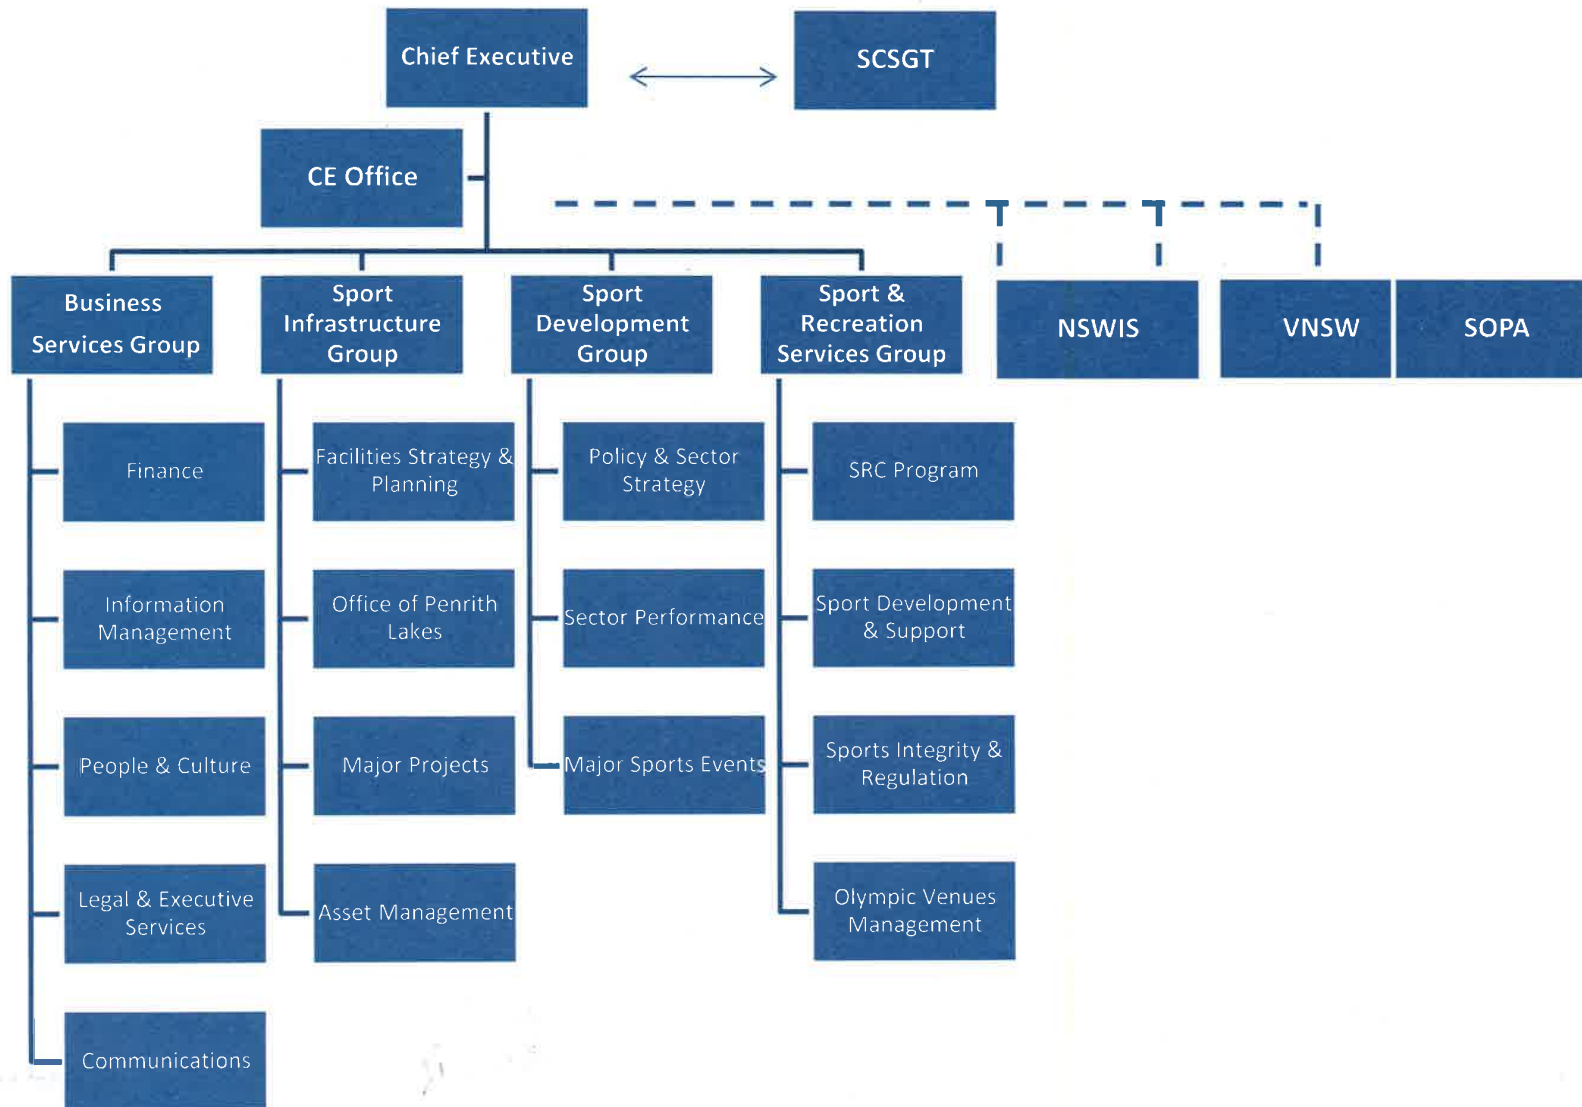 Chief Executive
SCSGT
CE Office
Business
Services Group
Sport
Infrastructure
Group
Sport
Development
Group
Sport &
Recreation
Services Group
NSWIS
VNSW
SOPA
Finance
Information
Management
People & Culture
Legal & Executive
Services
Communications
Facilities Strategy &
Planning
Office of Penrith
Lakes
Major Projects
Asset Management
Policy & Sector
Strategy
Sector Performance
Major Sports Events
SRC Program
Sport Development
& Support
Sports Integrity &
Regulation
Olympic Venues
Management